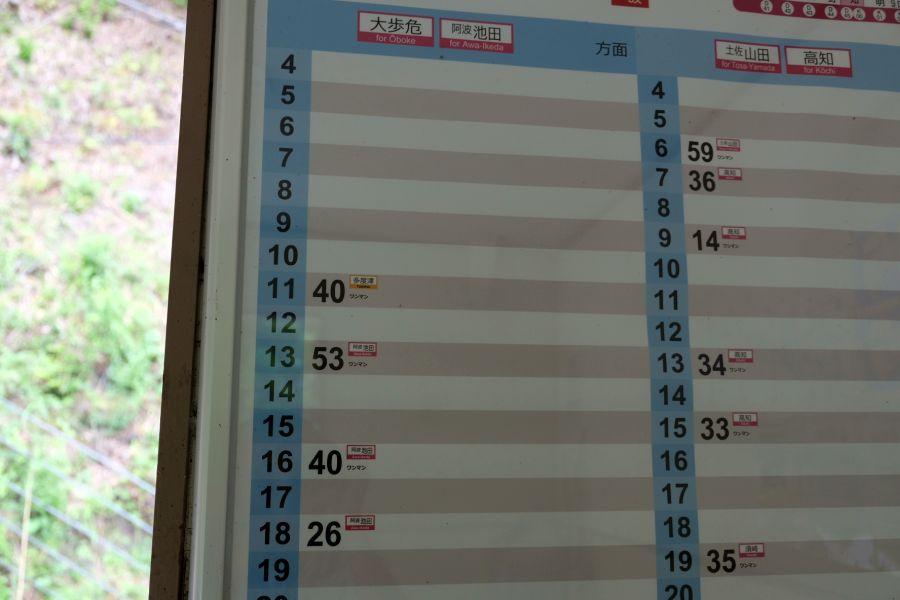 大歩危 阿波池田 方面
for Ōboke for Awa-Ikeda
4
5
6
7
8
9
10
11 40 多度津 ワンマン
12
13 53 阿波池田 ワンマン
14
15
16 40 阿波池田 ワンマン
17
18 26 阿波池田
19
土佐山田 高知
for Tosa-Yamada for Kōchi
4
5
6 59 土佐山田 ワンマン
7 36 高知
8
9 14 高知 ワンマン
10
11
12
13 34 高知 ワンマン
14
15 33 高知 ワンマン
16
17
18
19 35 須崎 ワンマン
20